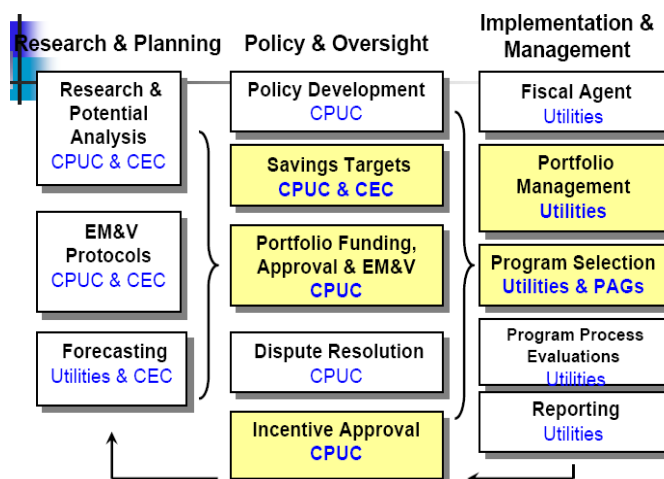 Research & Planning
Policy & Oversight
Implementation &
Management
Research &
Potential
Analysis
CPUC & CEC
EM&V
Protocols
CPUC & CEC
Forecasting
Utilities & CEC
Policy Development
CPUC
Savings Targets
CPUC & CEC
Portfolio Funding,
Approval & EM&V
CPUC
Dispute Resolution
CPUC
Incentive Approval
CPUC
Fiscal Agent
Utilities
Portfolio
Management
Utilities
Program Selection
Utilities & PAGs
Program Process
Evaluations
Utilities
Reporting
Utilities